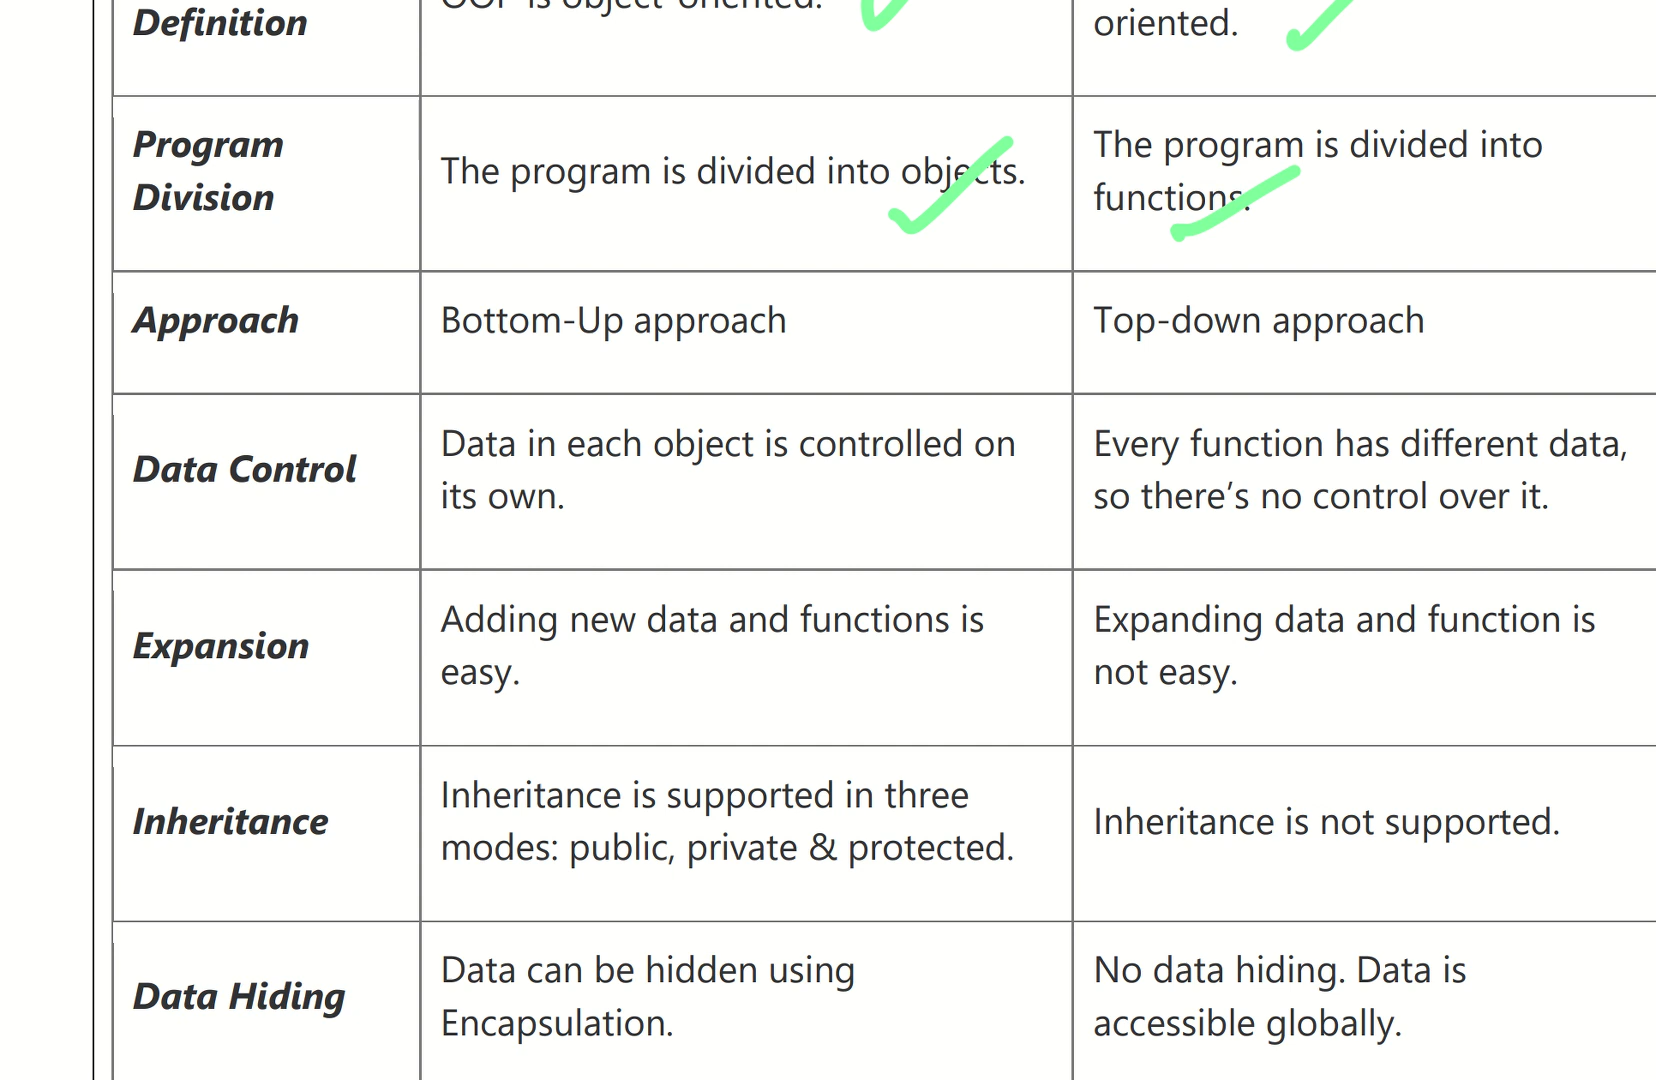 OOP is object-oriented.
Definition
oriented.
Program
Division
The program is divided into objects.
The program is divided into
functions.
Approach
Bottom-Up approach
Top-down approach
Data Control
Data in each object is controlled on
its own.
Every function has different data,
so there’s no control over it.
Expansion
Adding new data and functions is
easy.
Expanding data and function is
not easy.
Inheritance
Inheritance is supported in three
modes: public, private & protected.
Inheritance is not supported.
Data Hiding
Data can be hidden using
Encapsulation.
No data hiding. Data is
accessible globally.